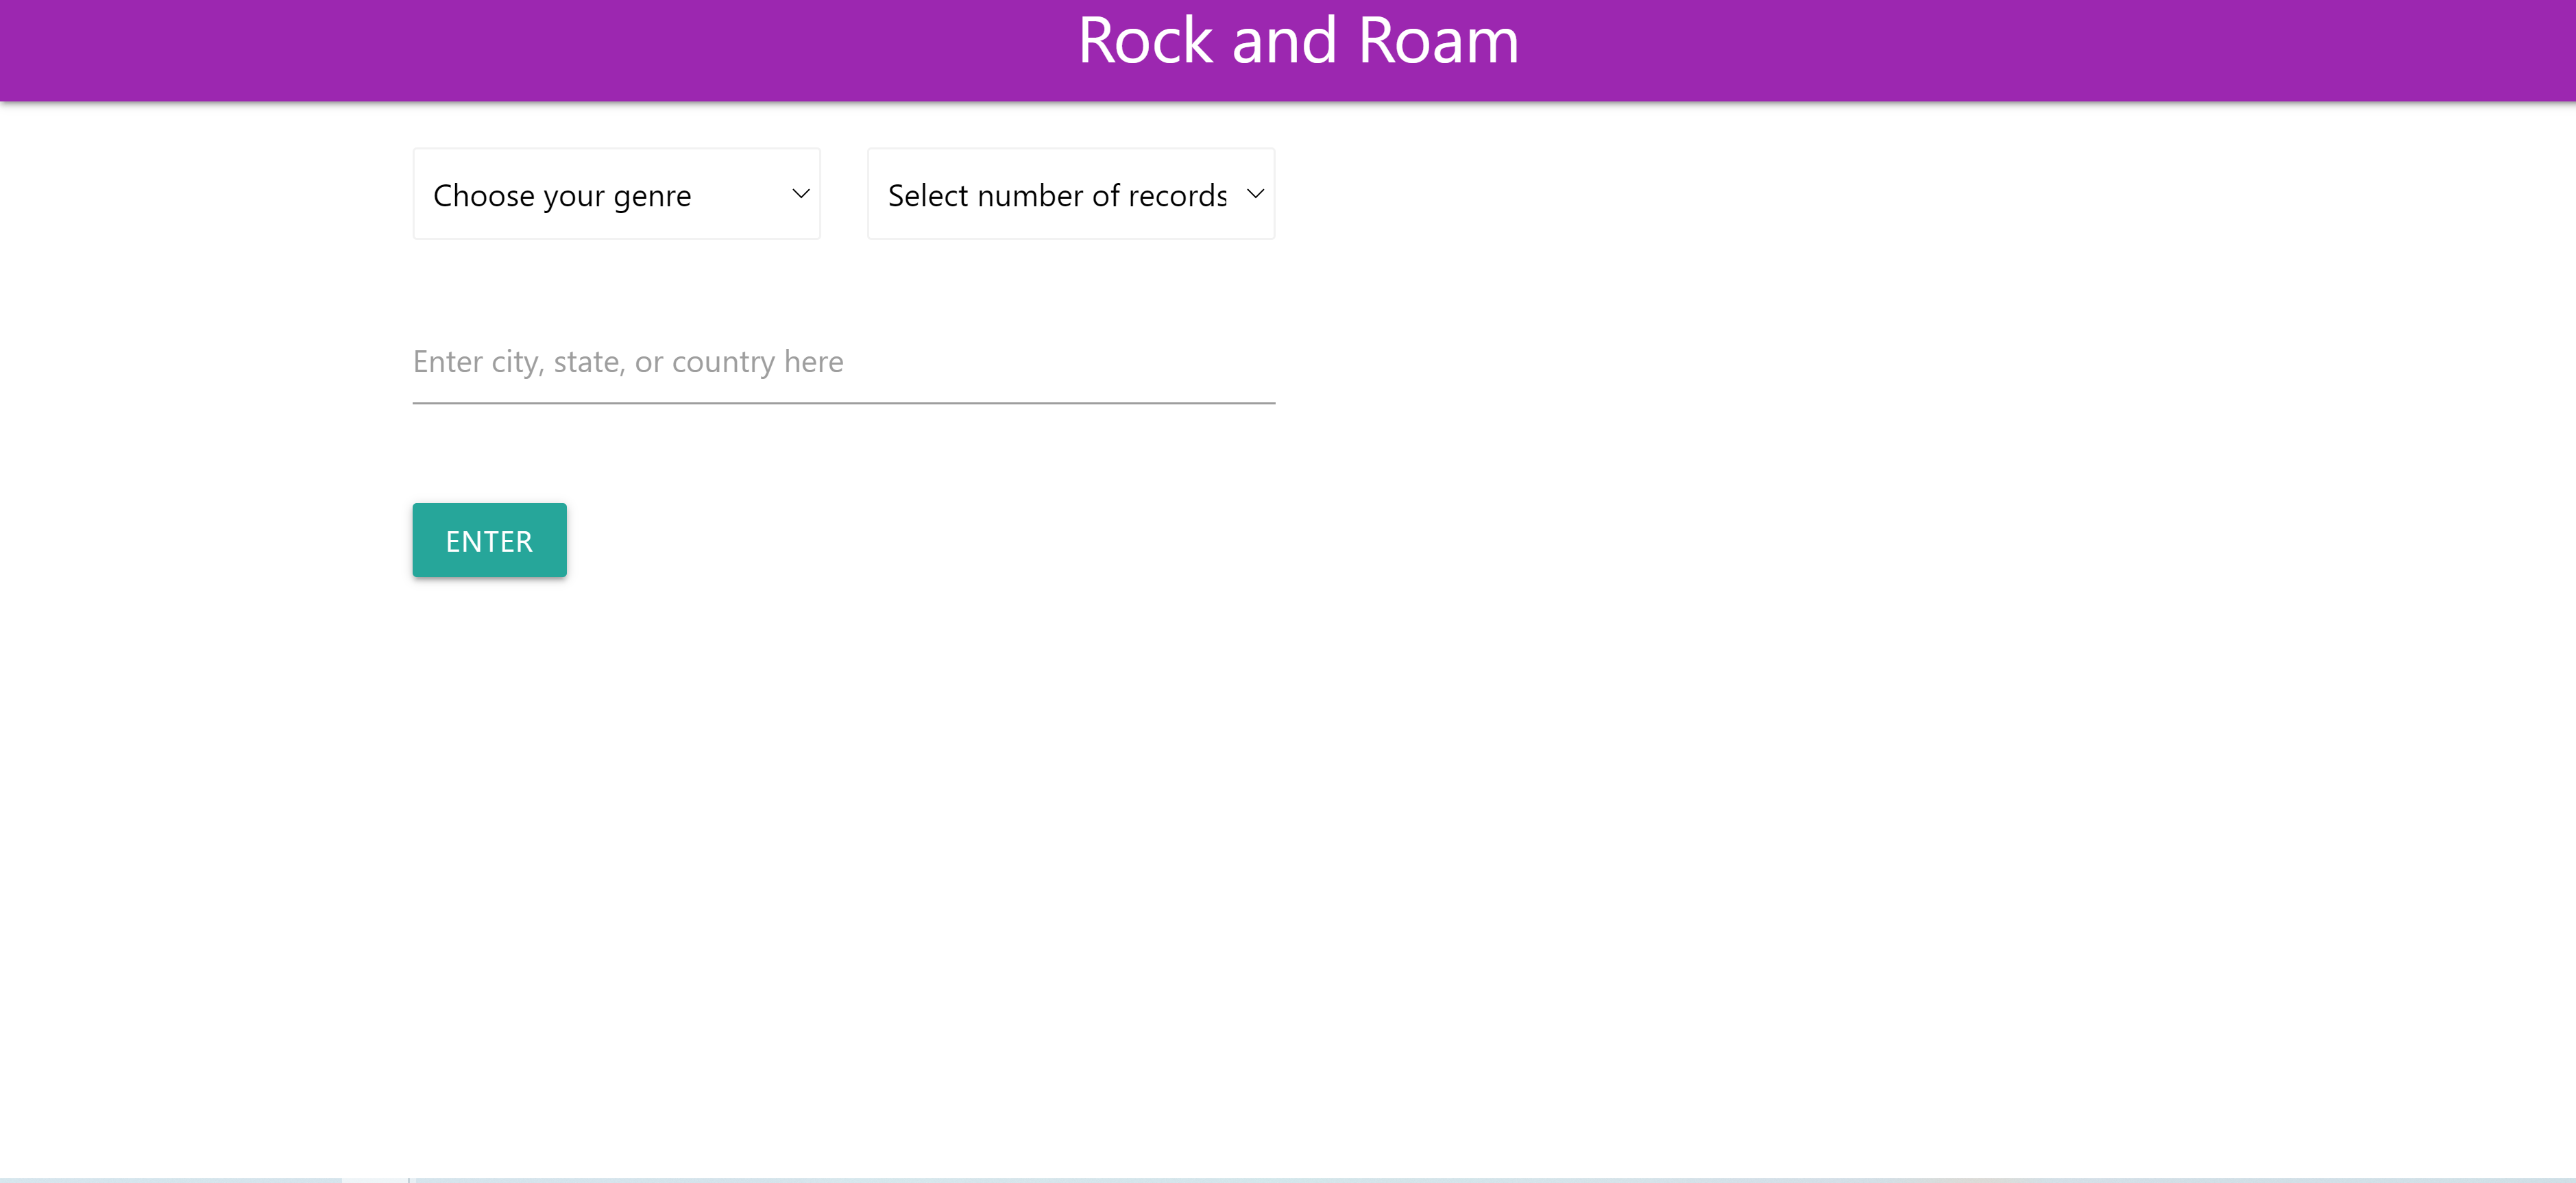 Rock and Roam
Choose your genre
Select number of records
Enter city, state, or country here
ENTER